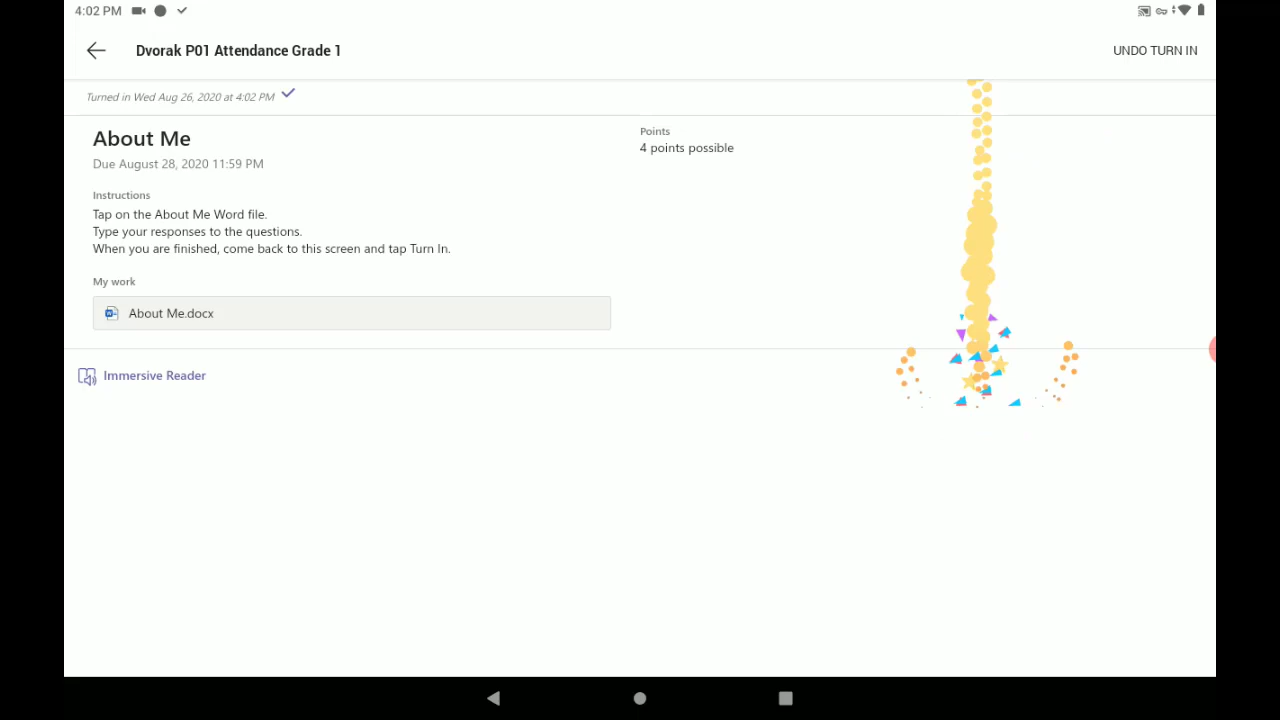 4:02 PM
Dvorak P01 Attendance Grade 1
UNDO TURN IN
Turned in Wed Aug 26, 2020 at 4:02 PM
About Me
Due August 28, 2020 11:59 PM
Points
4 points possible
Instructions
Tap on the About Me Word file.
Type your responses to the questions.
When you are finished, come back to this screen and tap Turn In.
My work
About Me.docx
Immersive Reader